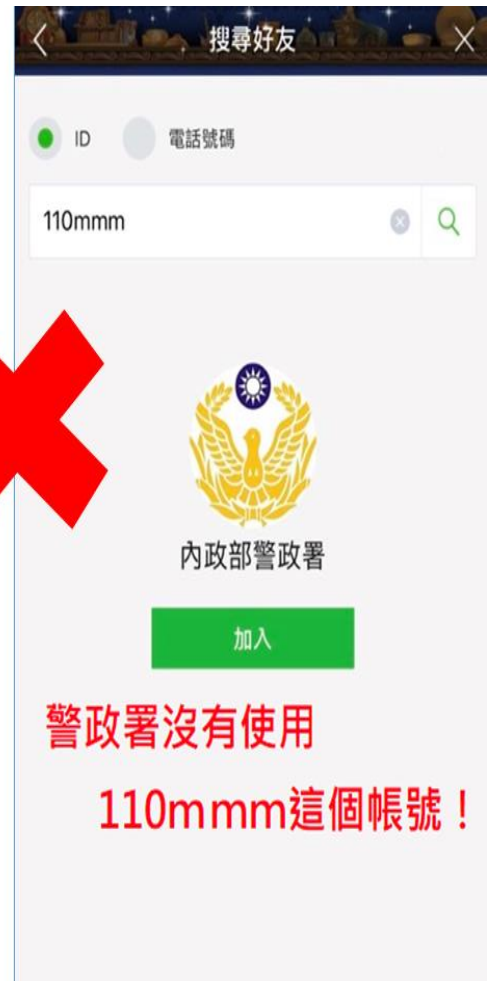 搜尋好友
ID 電話號碼
110mmm
內政部警政署
加入
警政署沒有使用
110mmm這個帳號！